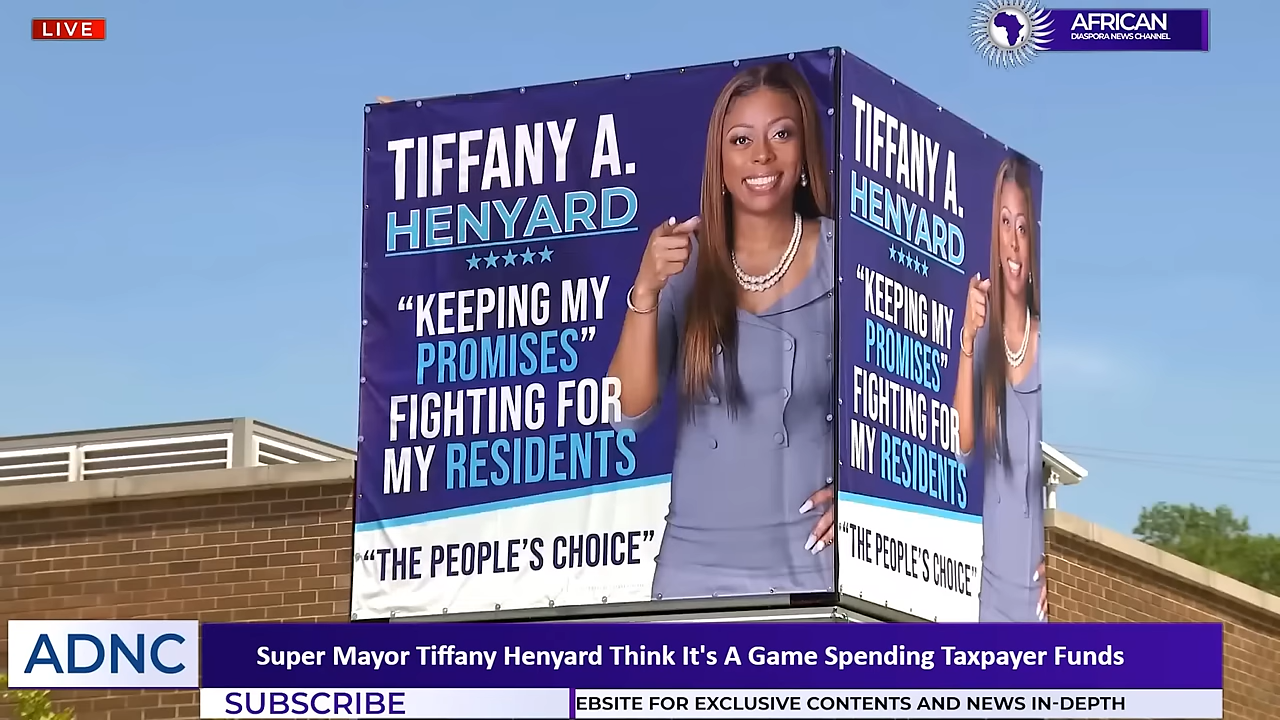 LIVE
AFRICAN
DIASPORA NEWS CHANNEL
TIFFANY A.
HENYARD
“KEEPING MY
PROMISES”
FIGHTING FOR
MY RESIDENTS
“THE PEOPLE’S CHOICE”
TIFFANY A.
HENYARD
“KEEPING MY
PROMISES”
FIGHTING FOR
MY RESIDENTS
““THE PEOPLE’S CHOICE”
ADNC
Super Mayor Tiffany Henyard Think It's A Game Spending Taxpayer Funds
SUBSCRIBE
EBSITE FOR EXCLUSIVE CONTENTS AND NEWS IN-DEPTH